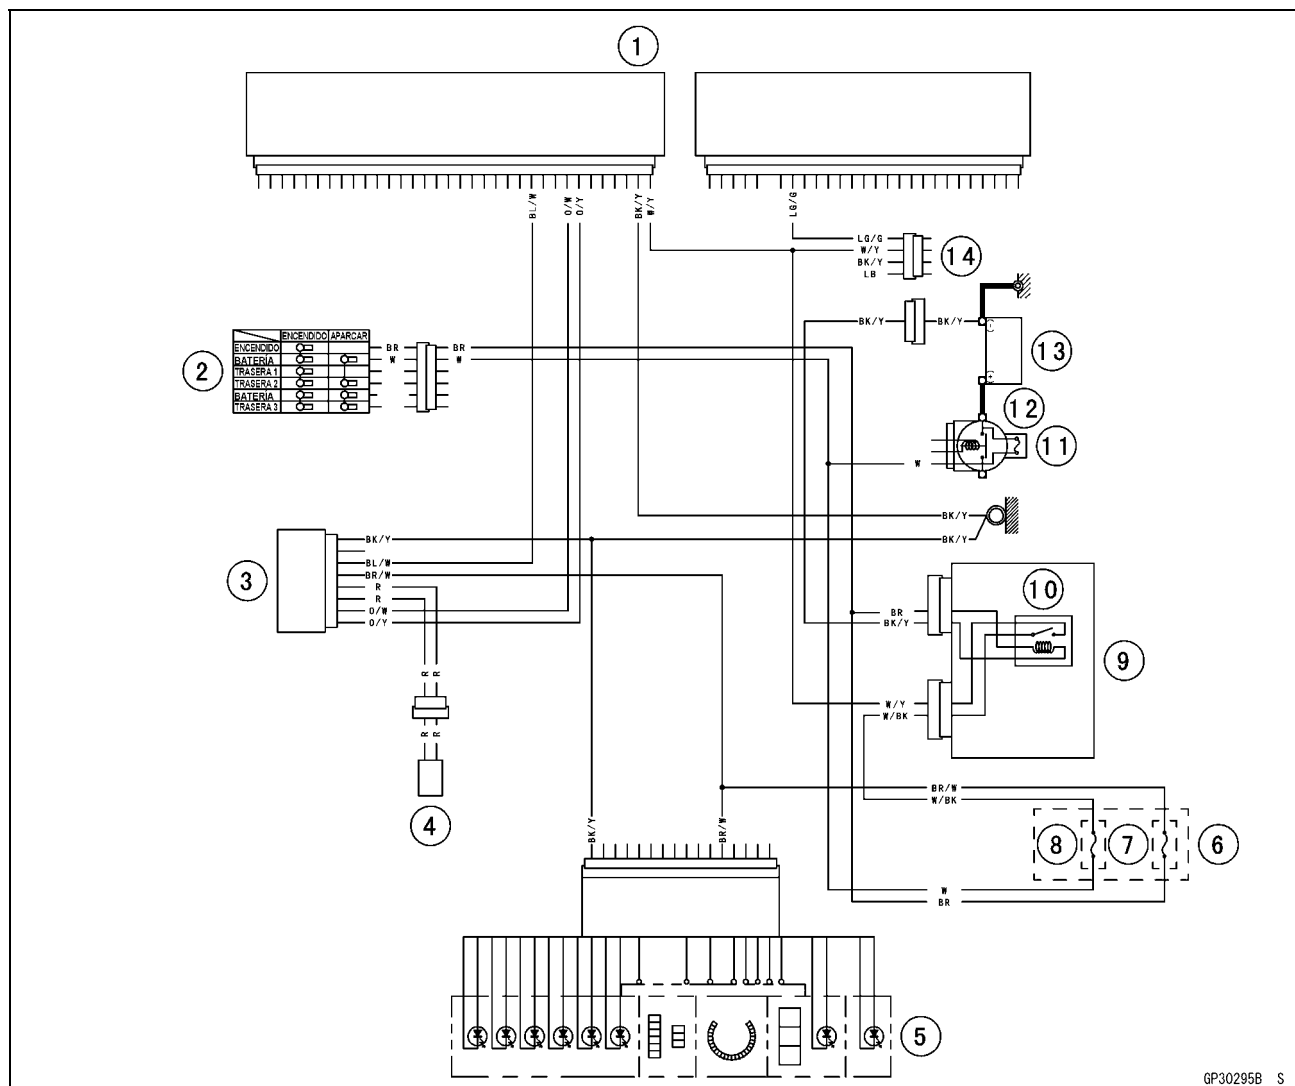 1
BL/W
O/W
O/Y
BK/Y
W/Y
LG/G
LG/G
W/Y
BK/Y
LB
14
BK/Y
BK/Y
(-)
13
(+)
12
11
W
ENCENDIDO APARCAR
ENCENDIDO
BATERÍA
TRASERA 1
TRASERA 2
BATERÍA
TRASERA 3
2
BR
W
BR
W
BK/Y
BK/Y
3
BK/Y
BL/W
BR/W
R
R
O/W
O/Y
R
R
R
R
4
10
BR
BK/Y
9
W/Y
W/BK
BR/W
W/BK
8
7
6
W
BR
BK/Y
BR/W
5
GP30295B S